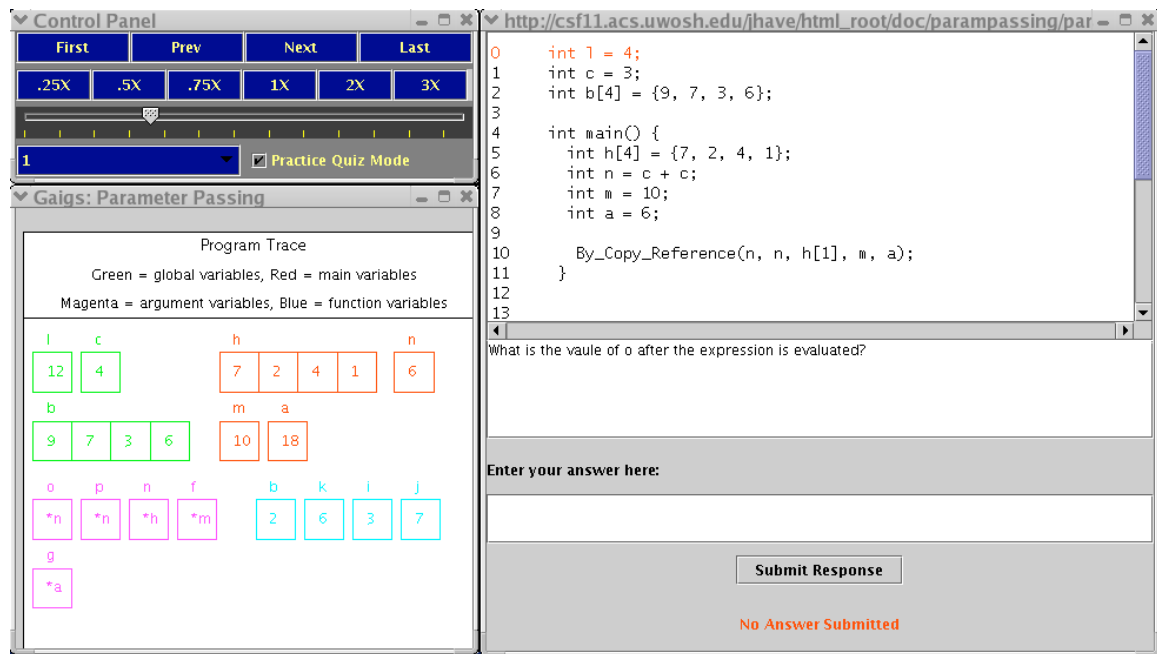 Control Panel
First Prev Next Last
.25X .5X .75X 1X 2X 3X
1 Practice Quiz Mode
Gaigs: Parameter Passing
Program Trace
Green = global variables, Red = main variables
Magenta = argument variables, Blue = function variables
l c h n
12 4 7 2 4 1 6
b m a
9 7 3 6 10 18
o p n f b k i j
*n *n *h *m 2 6 3 7
g
*a
http://csf11.acs.uwosh.edu/jhave/html_root/doc/parampassing/par
0 int l = 4;
1 int c = 3;
2 int b[4] = {9, 7, 3, 6};
3
4 int main() {
5 int h[4] = {7, 2, 4, 1};
6 int n = c + c;
7 int m = 10;
8 int a = 6;
9
10 By_Copy_Reference(n, n, h[1], m, a);
11 }
12
13
What is the vaule of o after the expression is evaluated?
Enter your answer here:
Submit Response
No Answer Submitted